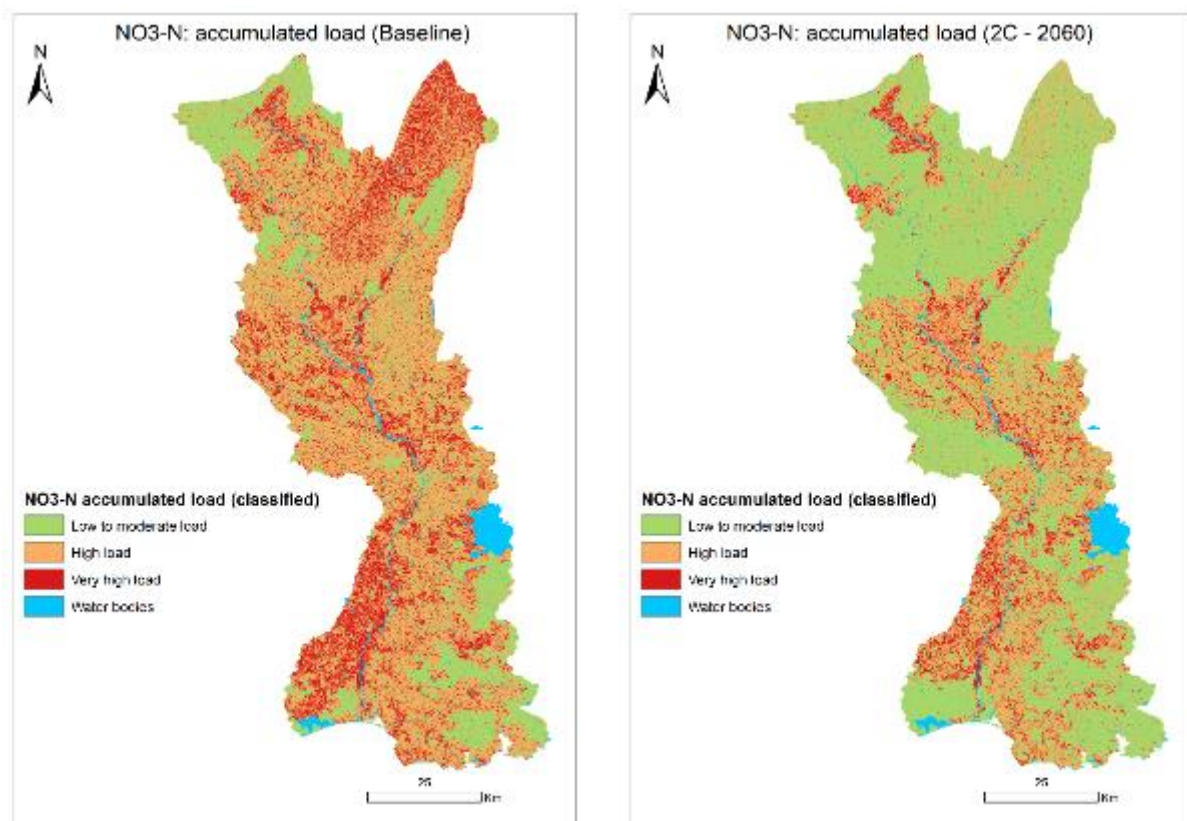 NO3-N: accumulated load (Baseline)
N
NO3-N accumulated load (classified)
Low to moderate load
High load
Very high load
Water bodies
25
Km
NO3-N: accumulated load (2C - 2060)
N
NO3-N accumulated load (classified)
Low to moderate load
High load
Very high load
Water bodies
25
Km